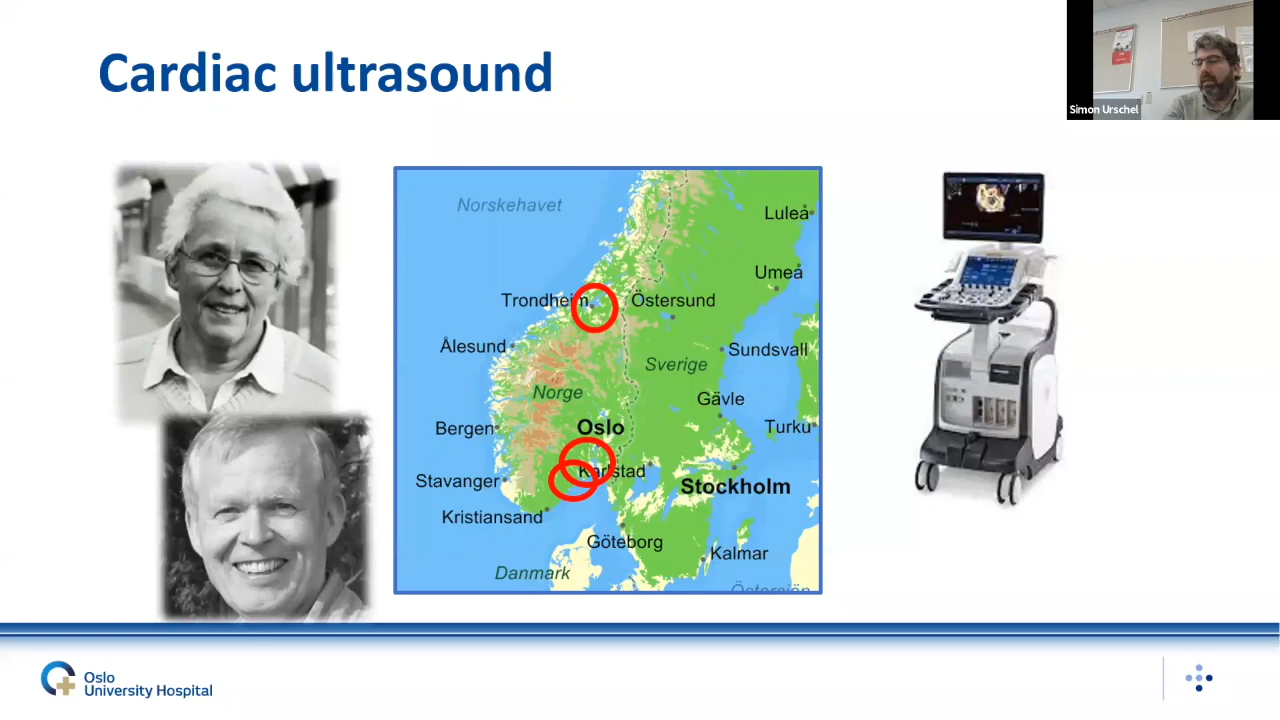 Cardiac ultrasound
Simon Urschel
Norskehavet
Luleå
Umeå
Trondheim
Östersund
Ålesund
Sverige
Sundsvall
Norge
Gävle
Oslo
Bergen
Turku
Karlstad
Stavanger
Stockholm
Kristiansand
Göteborg
Kalmar
Danmark
Östersjön
Oslo
University Hospital